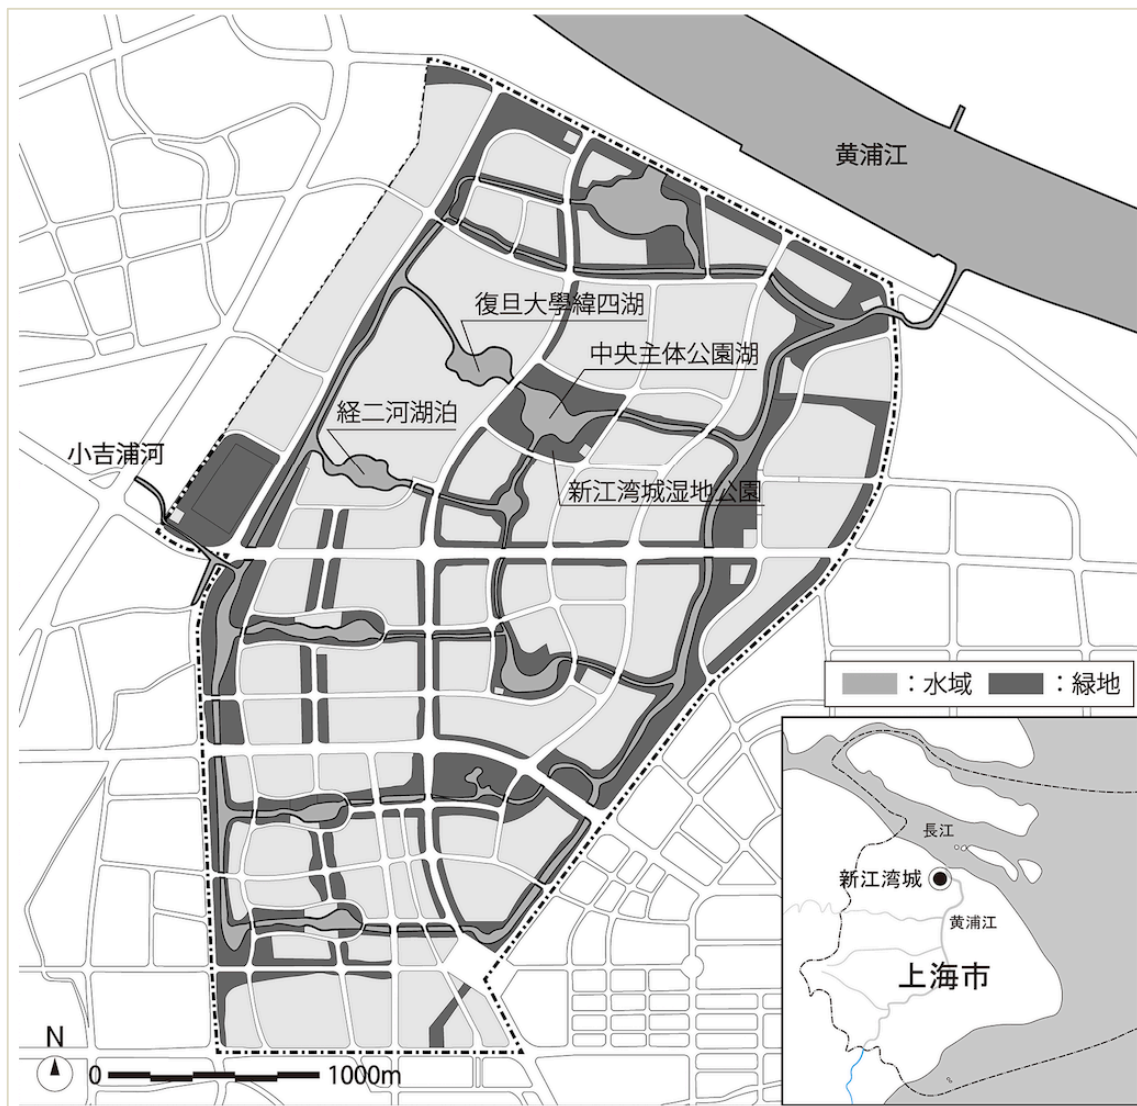 黄浦江
復旦大學緯四湖
中央主体公園湖
経二河湖泊
小吉浦河
新江湾城湿地公園
:水域
:緑地
長江
新江湾城
黄浦江
上海市
N
0
1000m